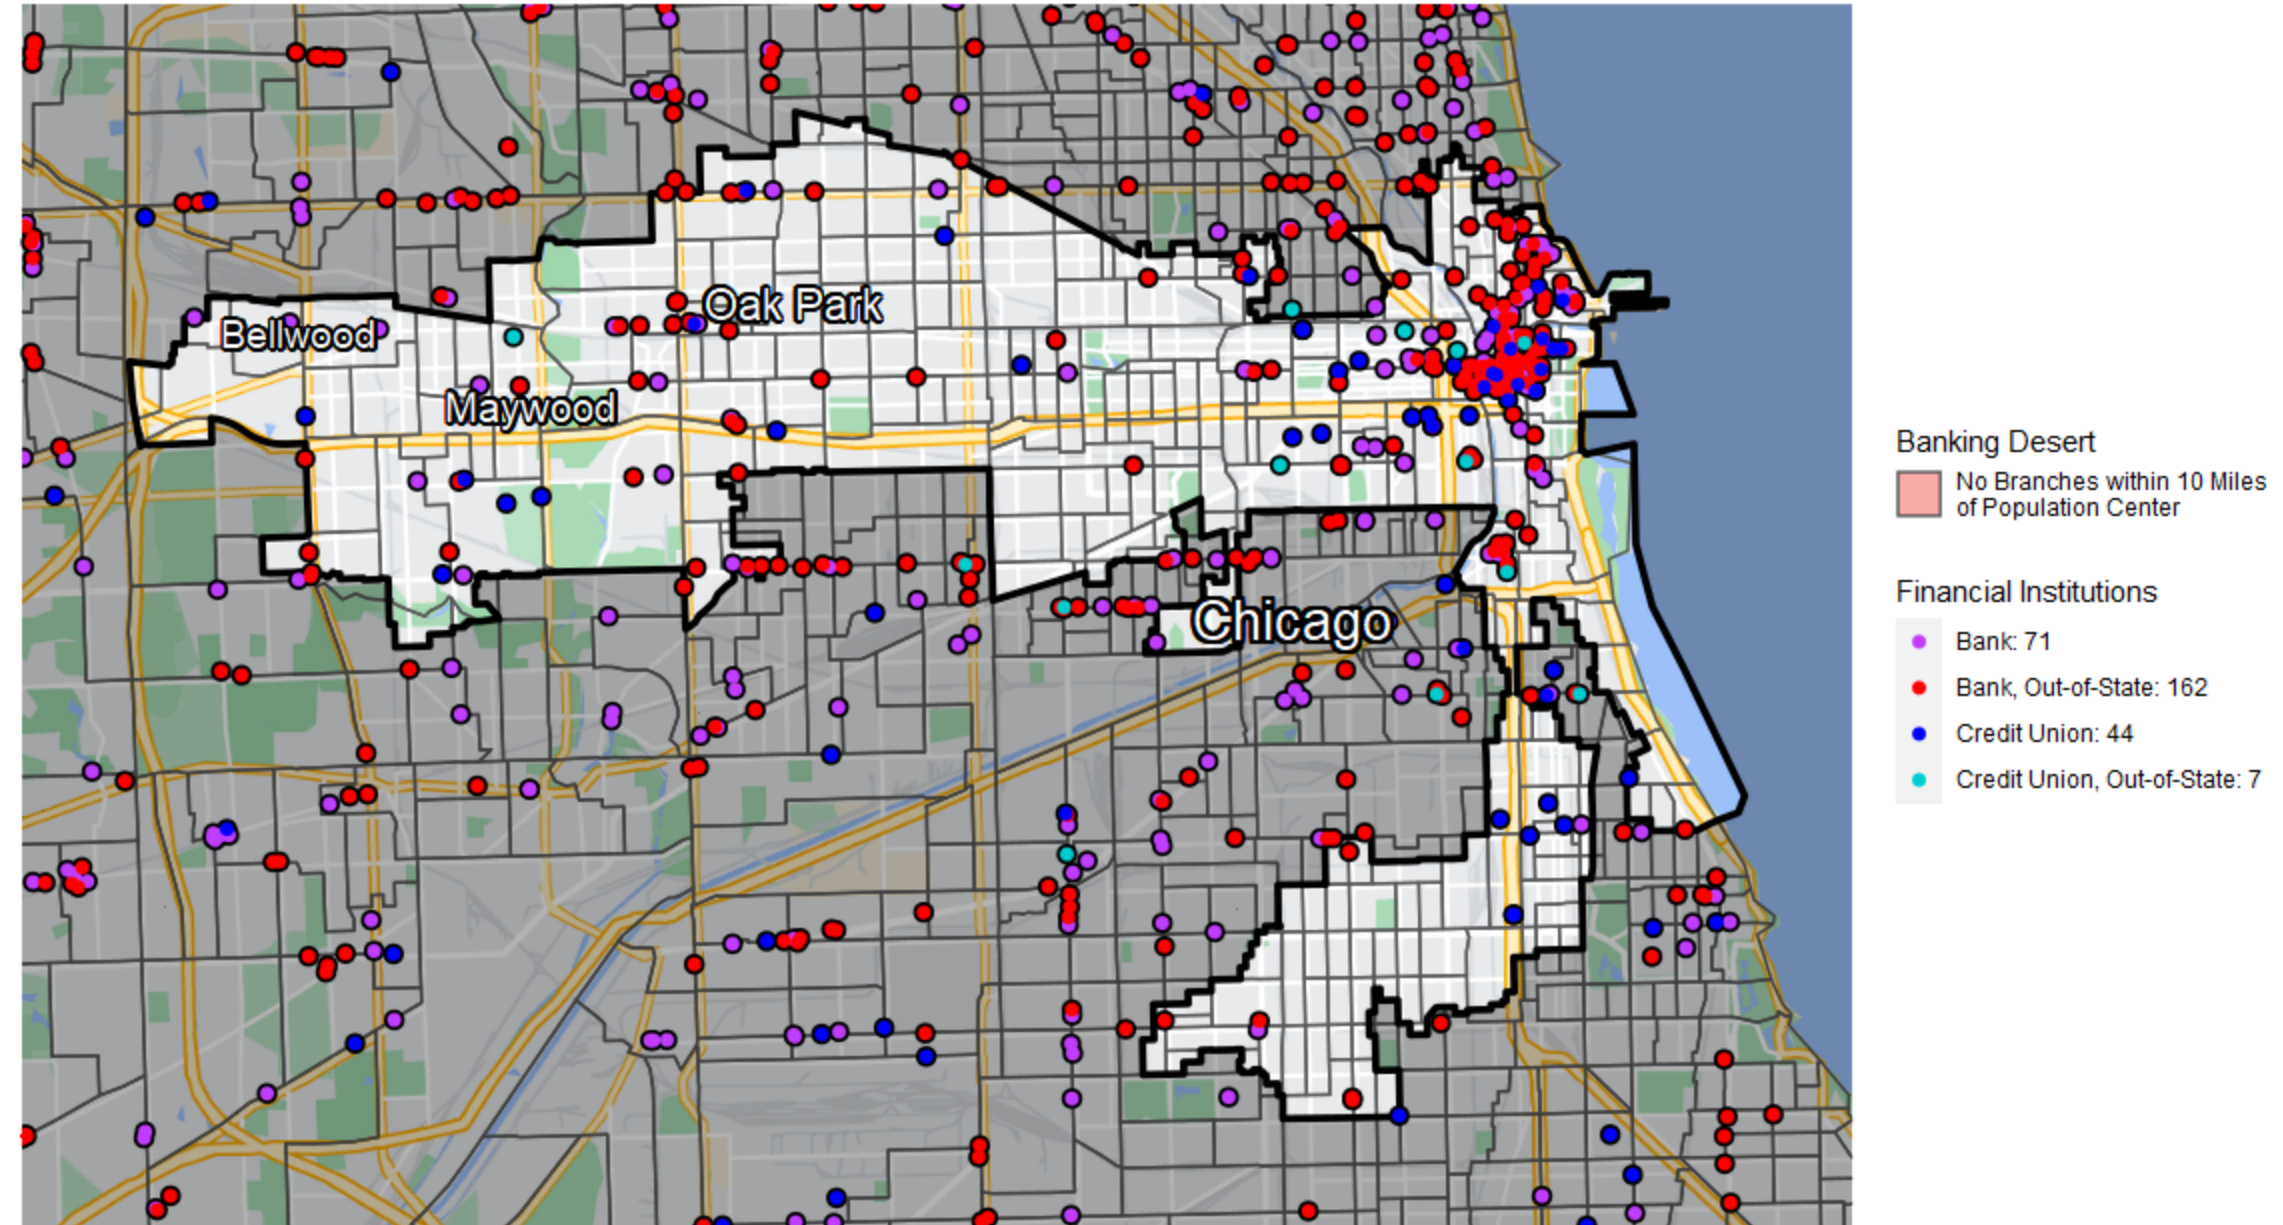 Oak Park
Bellwood
Maywood
Chicago
Banking Desert
No Branches within 10 Miles
of Population Center
Financial Institutions
Bank: 71
Bank, Out-of-State: 162
Credit Union: 44
Credit Union, Out-of-State: 7